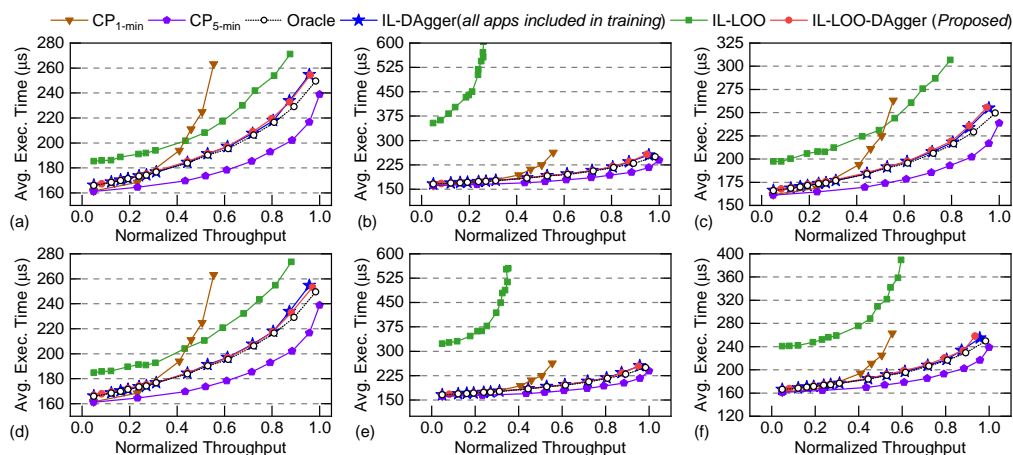 CP1-min CP5-min Oracle IL-DAgger(all apps included in training) IL-LOO IL-LOO-DAgger (Proposed)
Avg. Exec. Time (µs)
280
260
240
220
200
180
160
0.0 0.2 0.4 0.6 0.8 1.0
(a) Normalized Throughput
Avg. Exec. Time (µs)
600
450
300
225
150
0.0 0.2 0.4 0.6 0.8 1.0
(b) Normalized Throughput
Avg. Exec. Time (µs)
325
300
275
250
225
200
175
150
0.0 0.2 0.4 0.6 0.8 1.0
(c) Normalized Throughput
Avg. Exec. Time (µs)
280
260
240
220
200
180
160
0.0 0.2 0.4 0.6 0.8 1.0
(d) Normalized Throughput
Avg. Exec. Time (µs)
600
525
450
375
300
225
150
0.0 0.2 0.4 0.6 0.8 1.0
(e) Normalized Throughput
Avg. Exec. Time (µs)
400
360
320
280
240
200
160
120
0.0 0.2 0.4 0.6 0.8 1.0
(f) Normalized Throughput